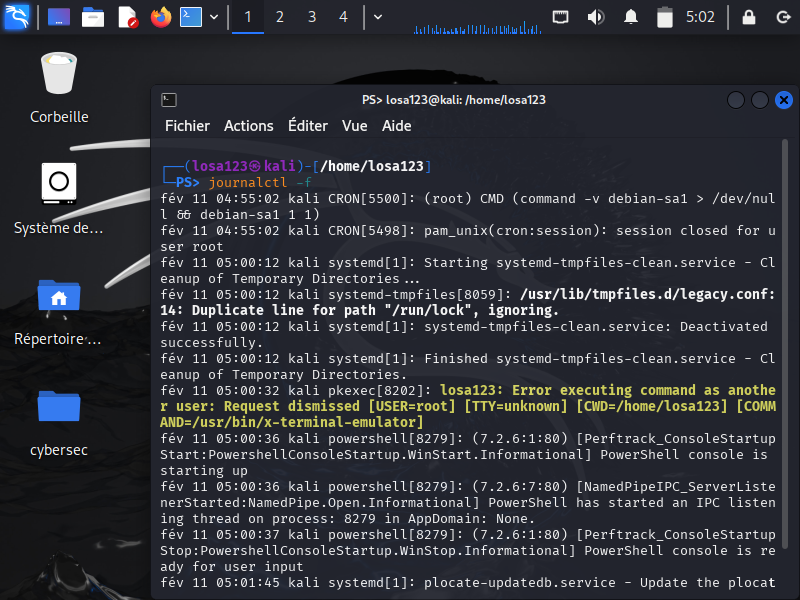 1 2 3 4 5:02
Corbeille
Système de...
Répertoire...
cybersec
PS> losa123@kali: /home/losa123
Fichier Actions Éditer Vue Aide
┌──(losa123㉿kali)-[/home/losa123]
└─PS> journalctl -f
fév 11 04:55:02 kali CRON[5500]: (root) CMD (command -v debian-sa1 > /dev/nul
l && debian-sa1 1 1)
fév 11 04:55:02 kali CRON[5498]: pam_unix(cron:session): session closed for u
ser root
fév 11 05:00:12 kali systemd[1]: Starting systemd-tmpfiles-clean.service - Cl
eanup of Temporary Directories...
fév 11 05:00:12 kali systemd-tmpfiles[8059]: /usr/lib/tmpfiles.d/legacy.conf:
14: Duplicate line for path "/run/lock", ignoring.
fév 11 05:00:12 kali systemd[1]: systemd-tmpfiles-clean.service: Deactivated
successfully.
fév 11 05:00:12 kali systemd[1]: Finished systemd-tmpfiles-clean.service - Cl
eanup of Temporary Directories.
fév 11 05:00:32 kali pkexec[8202]: losa123: Error executing command as anothe
r user: Request dismissed [USER=root] [TTY=unknown] [CWD=/home/losa123] [COMM
AND=/usr/bin/x-terminal-emulator]
fév 11 05:00:36 kali powershell[8279]: (7.2.6:1:80) [Perftrack_ConsoleStartup
Start:PowershellConsoleStartup.WinStart.Informational] PowerShell console is
starting up
fév 11 05:00:36 kali powershell[8279]: (7.2.6:7:80) [NamedPipeIPC_ServerListe
nerStarted:NamedPipe.Open.Informational] PowerShell has started an IPC listen
ing thread on process: 8279 in AppDomain: None.
fév 11 05:00:37 kali powershell[8279]: (7.2.6:1:80) [Perftrack_ConsoleStartup
Stop:PowershellConsoleStartup.WinStop.Informational] PowerShell console is re
ady for user input
fév 11 05:01:45 kali systemd[1]: plocate-updatedb.service - Update the plocat